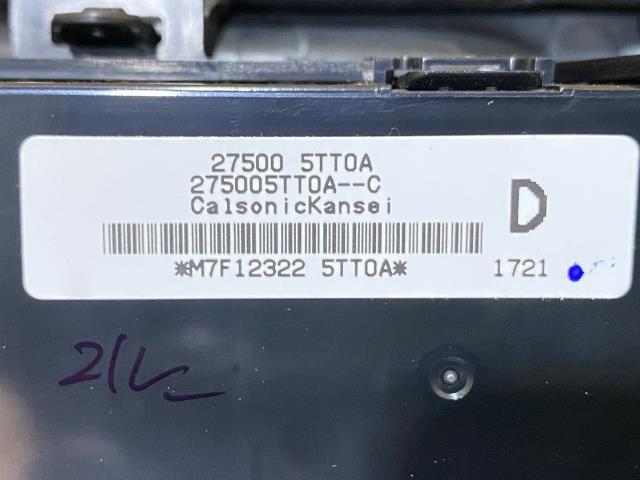 27500 5TT0A
275005TT0A--C
CalsonicKansei
D
*M7F12322 5TT0A*
1721